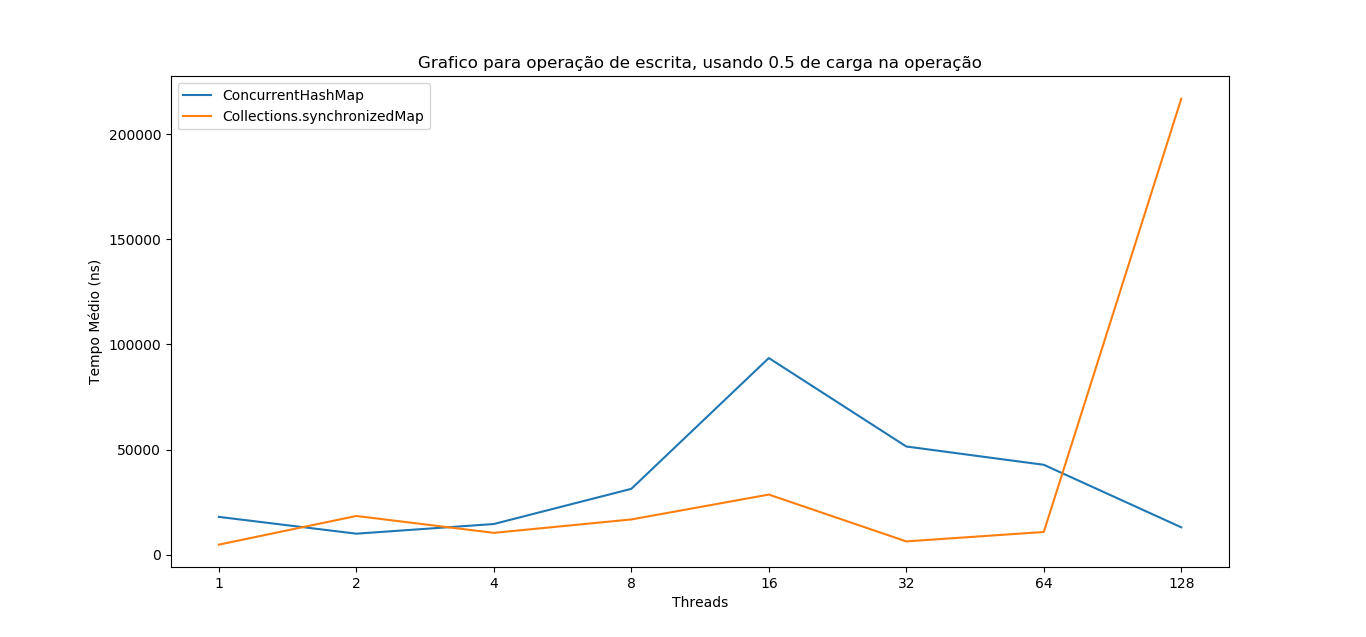 Grafico para operação de escrita, usando 0.5 de carga na operação
ConcurrentHashMap
Collections.synchronizedMap
Tempo Médio (ns)
200000
150000
100000
50000
0
1 2 4 8 16 32 64 128
Threads